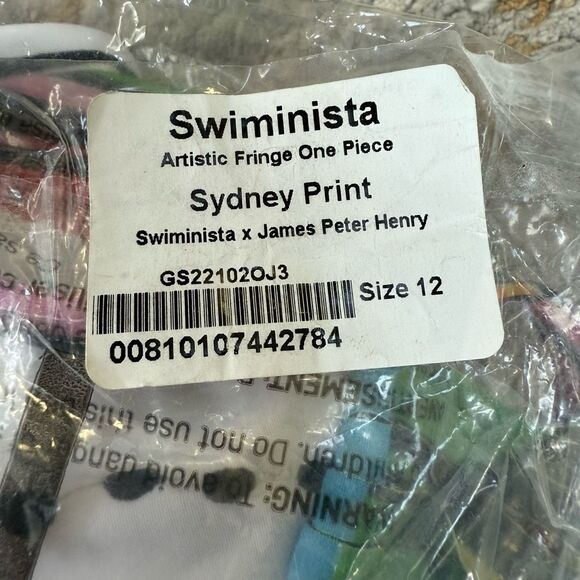 Swiminista
Artistic Fringe One Piece
Sydney Print
Swiminista x James Peter Henry
GS22102OJ3
Size 12
00810107442784
WARNING: To avoid dang
children. Do not use this